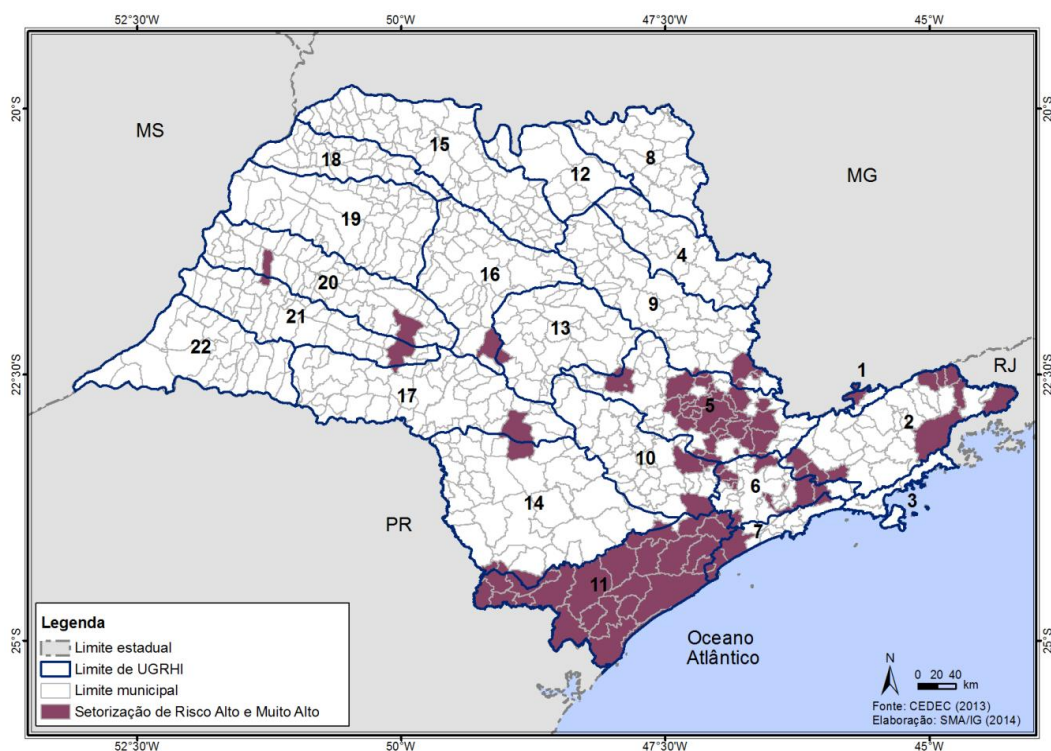 52°30'W 50°W 47°30'W 45°W
20°S 20°S
MS
15
8
18
12
MG
19
4
16
20
9
13
21
22
22°30'S 22°30'S
1
RJ
17
5
2
10
6
3
14
7
PR
11
Oceano
Atlântico
25°S 25°S
Legenda
Limite estadual
Limite de UGRHI
Limite municipal
Setorização de Risco Alto e Muito Alto
N
0 20 40
km
Fonte: CEDEC (2013)
Elaboração: SMA/IG (2014)
52°30'W 50°W 47°30'W 45°W